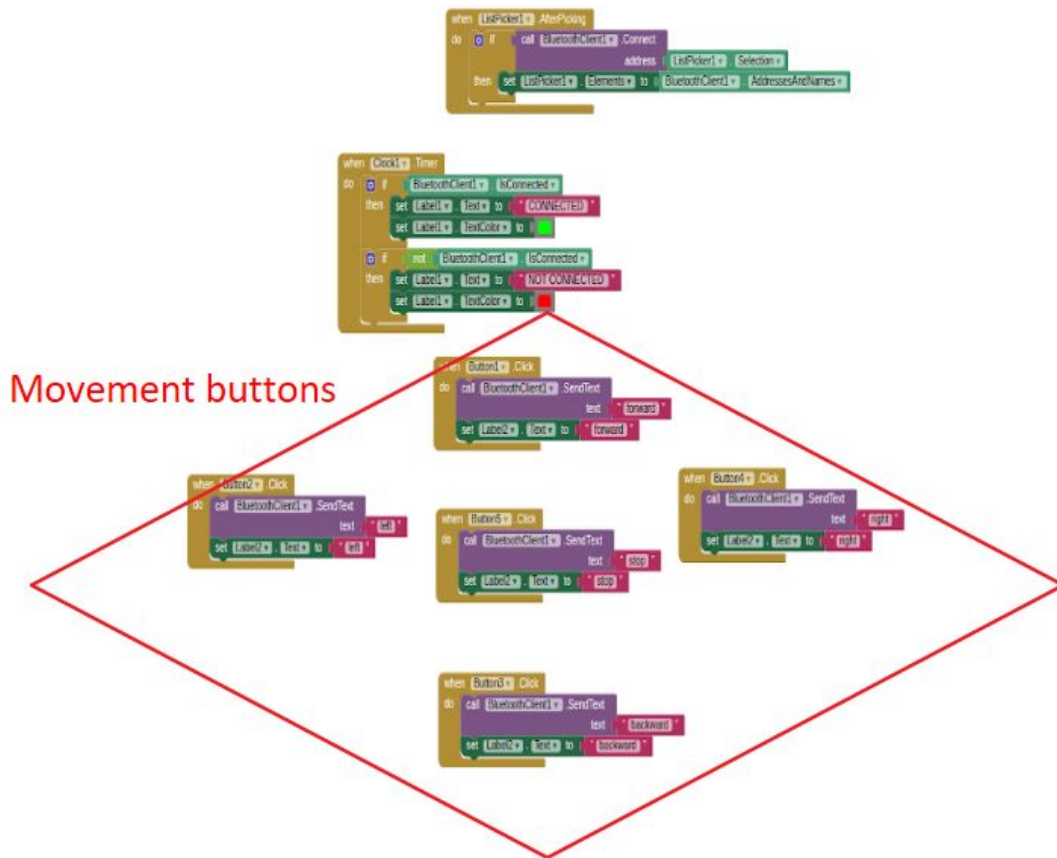 when ListPicker1 .AfterPicking
do if call BluetoothClient1 .Connect
address ListPicker1 . Selection
then set ListPicker1 . Elements to BluetoothClient1 . AddressesAndNames
when Clock1 .Timer
do if BluetoothClient1 . IsConnected
then set Label1 . Text to " CONNECTED "
set Label1 . TextColor to
if not BluetoothClient1 . IsConnected
then set Label1 . Text to " NOT CONNECTED "
set Label1 . TextColor to
Movement buttons
when Button1 .Click
do call BluetoothClient1 .SendText
text " forward "
set Label2 . Text to " forward "
when Button2 .Click
do call BluetoothClient1 .SendText
text " left "
set Label2 . Text to " left "
when Button5 .Click
do call BluetoothClient1 .SendText
text " stop "
set Label2 . Text to " stop "
when Button4 .Click
do call BluetoothClient1 .SendText
text " right "
set Label2 . Text to " right "
when Button3 .Click
do call BluetoothClient1 .SendText
text " backward "
set Label2 . Text to " backward "